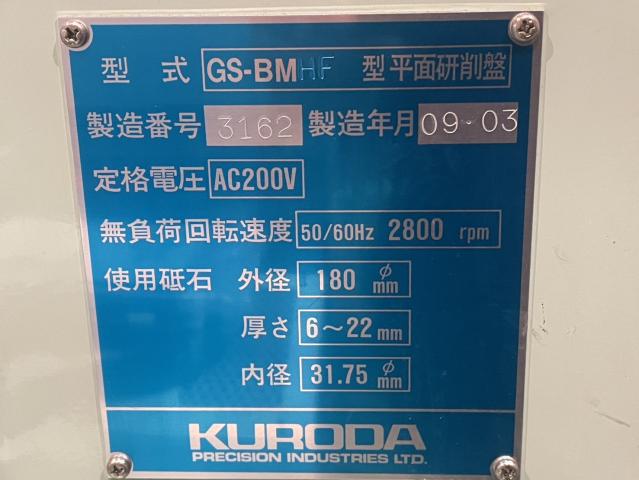 型式 GS-BMHF 型平面研削盤
製造番号 3162 製造年月 09-03
定格電圧 AC200V
無負荷回転速度 50/60Hz 2800 rpm
使用砥石 外径 180 φmm
厚さ 6～22 mm
内径 31.75 φmm
KURODA
PRECISION INDUSTRIES LTD.